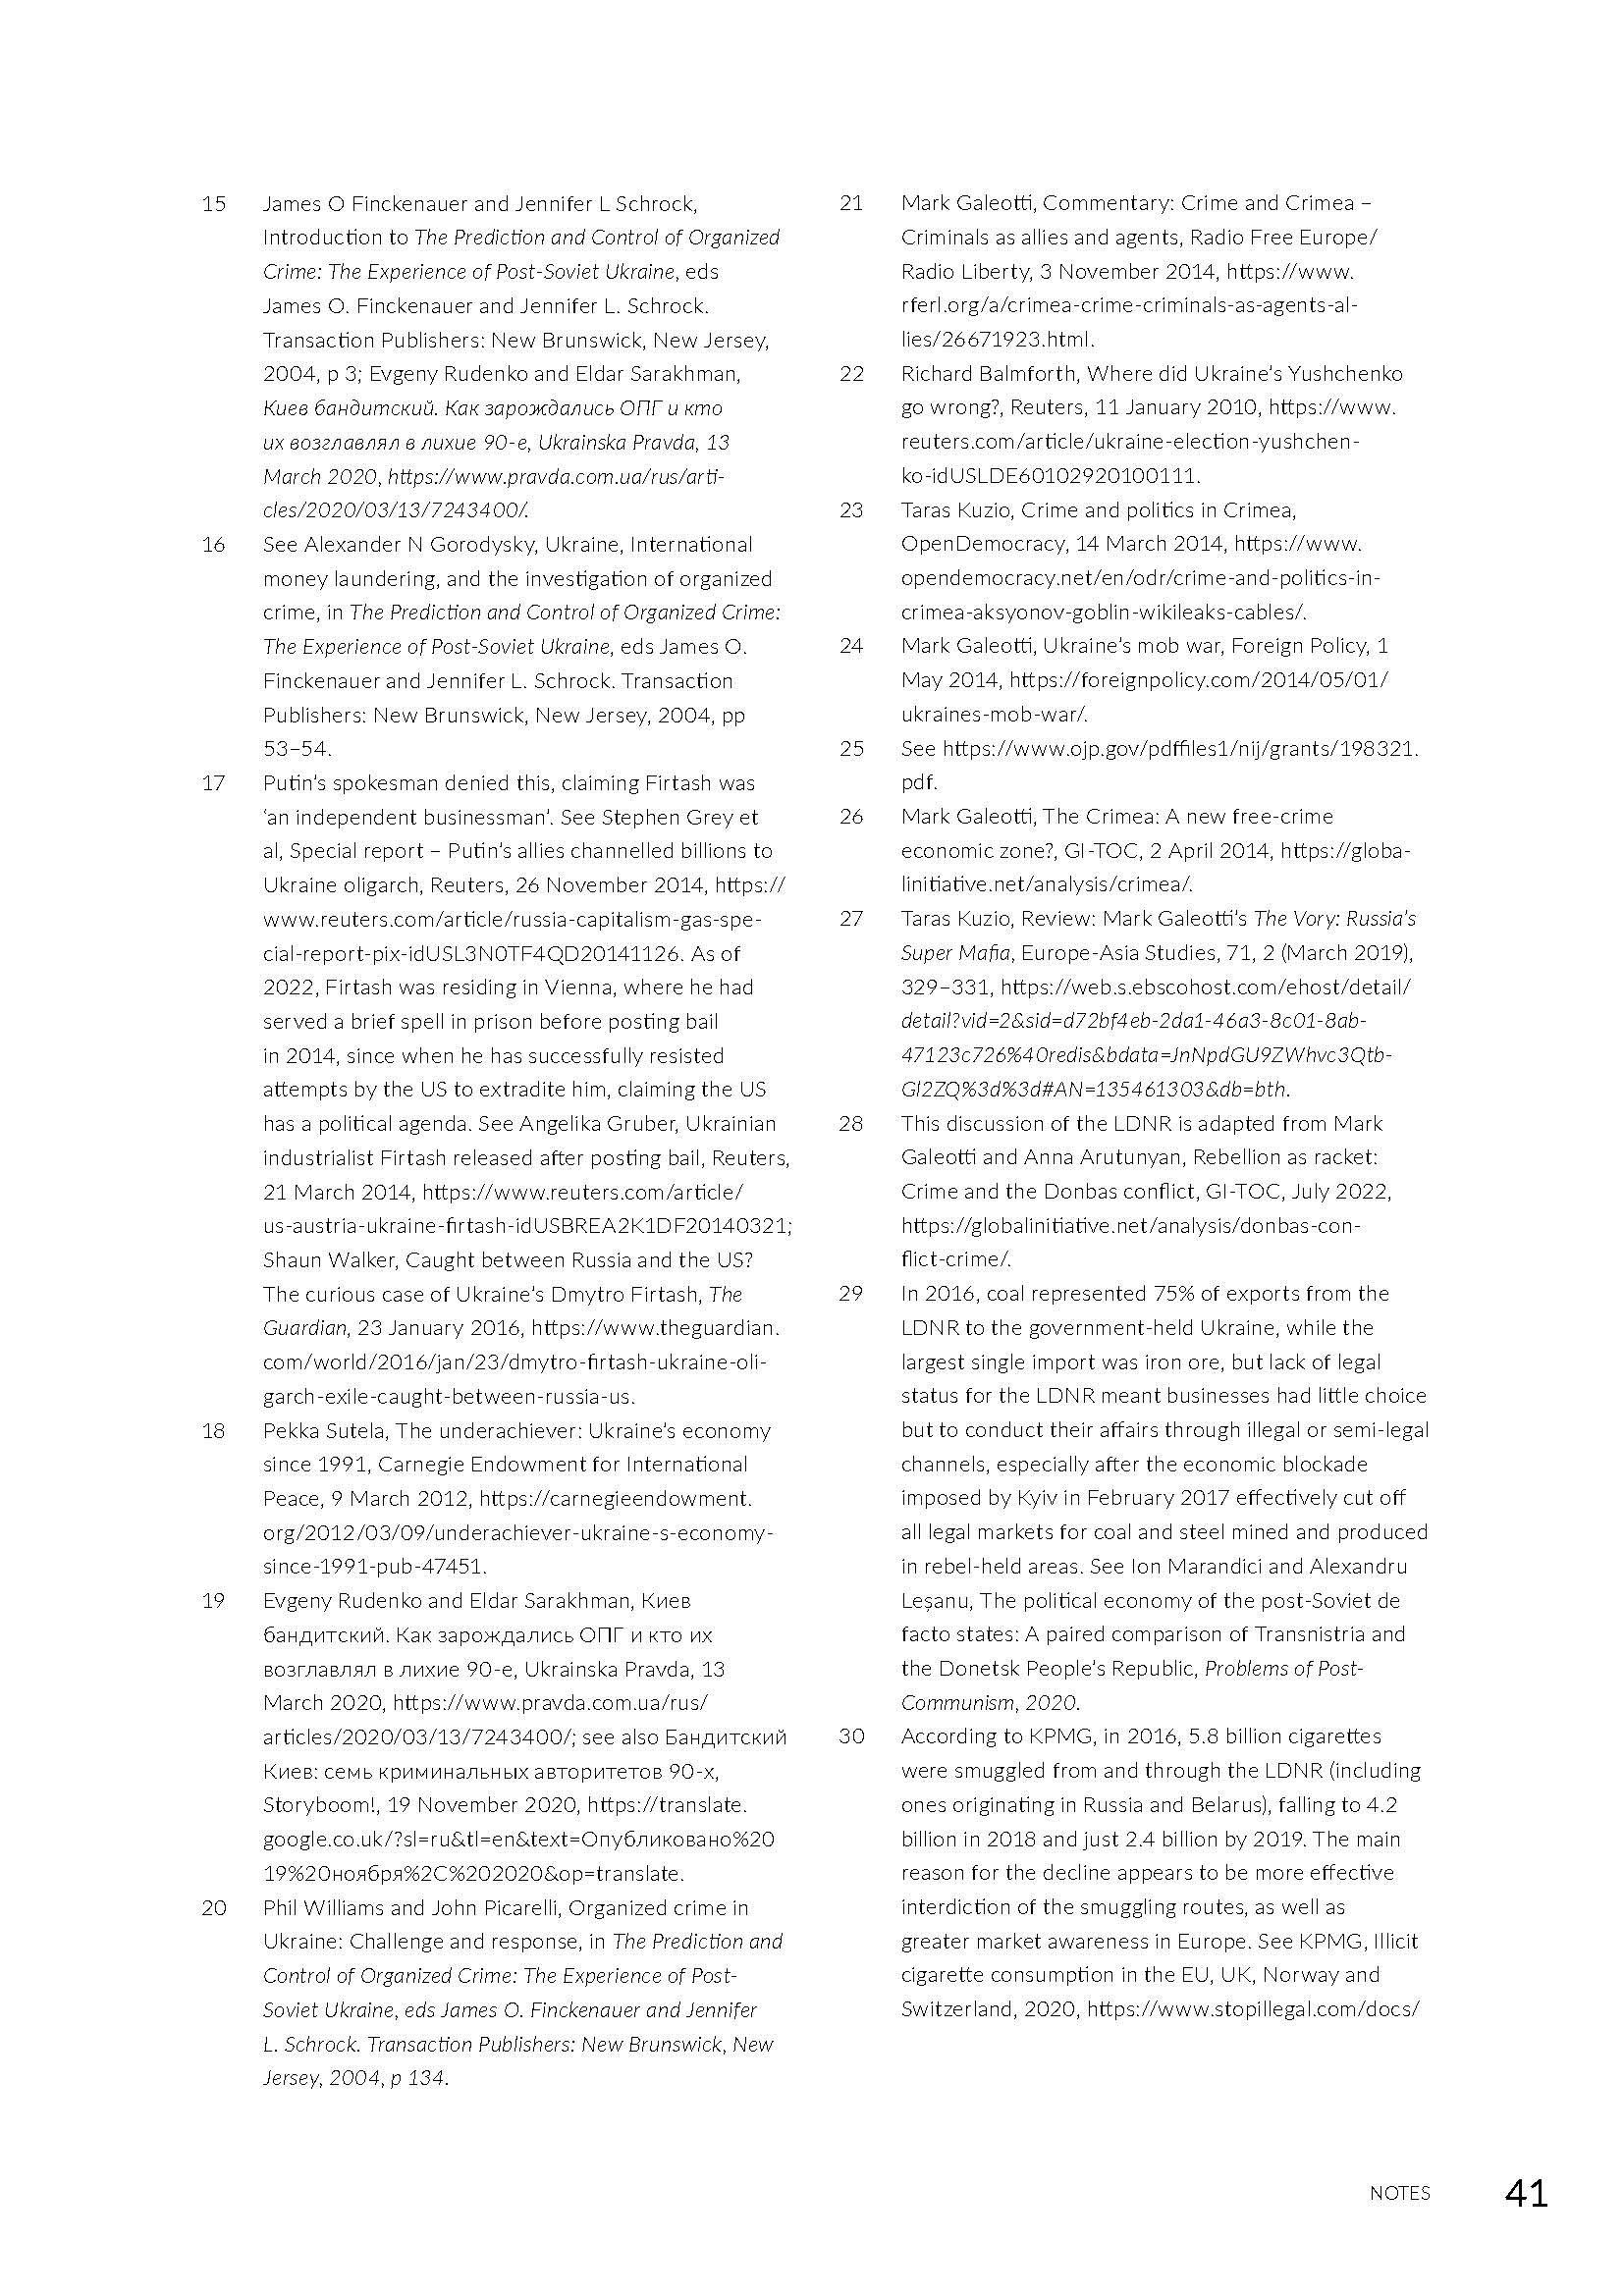 15 James O Finckenauer and Jennifer L Schrock,
Introduction to The Prediction and Control of Organized
Crime: The Experience of Post-Soviet Ukraine, eds
James O. Finckenauer and Jennifer L. Schrock.
Transaction Publishers: New Brunswick, New Jersey,
2004, p 3; Evgeny Rudenko and Eldar Sarakhman,
Киев бандитский. Как зарождались ОПГ и кто
их возглавлял в лихие 90-е, Ukrainska Pravda, 13
March 2020, https://www.pravda.com.ua/rus/arti-
cles/2020/03/13/7243400/.
16 See Alexander N Gorodysky, Ukraine, International
money laundering, and the investigation of organized
crime, in The Prediction and Control of Organized Crime:
The Experience of Post-Soviet Ukraine, eds James O.
Finckenauer and Jennifer L. Schrock. Transaction
Publishers: New Brunswick, New Jersey, 2004, pp
53–54.
17 Putin’s spokesman denied this, claiming Firtash was
‘an independent businessman’. See Stephen Grey et
al, Special report – Putin’s allies channelled billions to
Ukraine oligarch, Reuters, 26 November 2014, https://
www.reuters.com/article/russia-capitalism-gas-spe-
cial-report-pix-idUSL3N0TF4QD20141126. As of
2022, Firtash was residing in Vienna, where he had
served a brief spell in prison before posting bail
in 2014, since when he has successfully resisted
attempts by the US to extradite him, claiming the US
has a political agenda. See Angelika Gruber, Ukrainian
industrialist Firtash released after posting bail, Reuters,
21 March 2014, https://www.reuters.com/article/
us-austria-ukraine-firtash-idUSBREA2K1DF20140321;
Shaun Walker, Caught between Russia and the US?
The curious case of Ukraine’s Dmytro Firtash, The
Guardian, 23 January 2016, https://www.theguardian.
com/world/2016/jan/23/dmytro-firtash-ukraine-oli-
garch-exile-caught-between-russia-us.
18 Pekka Sutela, The underachiever: Ukraine’s economy
since 1991, Carnegie Endowment for International
Peace, 9 March 2012, https://carnegieendowment.
org/2012/03/09/underachiever-ukraine-s-economy-
since-1991-pub-47451.
19 Evgeny Rudenko and Eldar Sarakhman, Киев
бандитский. Как зарождались ОПГ и кто их
возглавлял в лихие 90-е, Ukrainska Pravda, 13
March 2020, https://www.pravda.com.ua/rus/
articles/2020/03/13/7243400/; see also Бандитский
Киев: семь криминальных авторитетов 90-х,
Storyboom!, 19 November 2020, https://translate.
google.co.uk/?sl=ru&tl=en&text=Опубликовано%20
19%20ноября%2C%202020&op=translate.
20 Phil Williams and John Picarelli, Organized crime in
Ukraine: Challenge and response, in The Prediction and
Control of Organized Crime: The Experience of Post-
Soviet Ukraine, eds James O. Finckenauer and Jennifer
L. Schrock. Transaction Publishers: New Brunswick, New
Jersey, 2004, p 134.
21 Mark Galeotti, Commentary: Crime and Crimea –
Criminals as allies and agents, Radio Free Europe/
Radio Liberty, 3 November 2014, https://www.
rferl.org/a/crimea-crime-criminals-as-agents-al-
lies/26671923.html.
22 Richard Balmforth, Where did Ukraine’s Yushchenko
go wrong?, Reuters, 11 January 2010, https://www.
reuters.com/article/ukraine-election-yushchen-
ko-idUSLDE60102920100111.
23 Taras Kuzio, Crime and politics in Crimea,
OpenDemocracy, 14 March 2014, https://www.
opendemocracy.net/en/odr/crime-and-politics-in-
crimea-aksyonov-goblin-wikileaks-cables/.
24 Mark Galeotti, Ukraine’s mob war, Foreign Policy, 1
May 2014, https://foreignpolicy.com/2014/05/01/
ukraines-mob-war/.
25 See https://www.ojp.gov/pdffiles1/nij/grants/198321.
pdf.
26 Mark Galeotti, The Crimea: A new free-crime
economic zone?, GI-TOC, 2 April 2014, https://globa-
linitiative.net/analysis/crimea/.
27 Taras Kuzio, Review: Mark Galeotti’s The Vory: Russia’s
Super Mafia, Europe-Asia Studies, 71, 2 (March 2019),
329–331, https://web.s.ebscohost.com/ehost/detail/
detail?vid=2&sid=d72bf4eb-2da1-46a3-8c01-8ab-
47123c726%40redis&bdata=JnNpdGU9ZWhvc3Qtb-
Gl2ZQ%3d%3d#AN=135461303&db=bth.
28 This discussion of the LDNR is adapted from Mark
Galeotti and Anna Arutunyan, Rebellion as racket:
Crime and the Donbas conflict, GI-TOC, July 2022,
https://globalinitiative.net/analysis/donbas-con-
flict-crime/.
29 In 2016, coal represented 75% of exports from the
LDNR to the government-held Ukraine, while the
largest single import was iron ore, but lack of legal
status for the LDNR meant businesses had little choice
but to conduct their affairs through illegal or semi-legal
channels, especially after the economic blockade
imposed by Kyiv in February 2017 effectively cut off
all legal markets for coal and steel mined and produced
in rebel-held areas. See Ion Marandici and Alexandru
Leșanu, The political economy of the post-Soviet de
facto states: A paired comparison of Transnistria and
the Donetsk People’s Republic, Problems of Post-
Communism, 2020.
30 According to KPMG, in 2016, 5.8 billion cigarettes
were smuggled from and through the LDNR (including
ones originating in Russia and Belarus), falling to 4.2
billion in 2018 and just 2.4 billion by 2019. The main
reason for the decline appears to be more effective
interdiction of the smuggling routes, as well as
greater market awareness in Europe. See KPMG, Illicit
cigarette consumption in the EU, UK, Norway and
Switzerland, 2020, https://www.stopillegal.com/docs/
NOTES 41